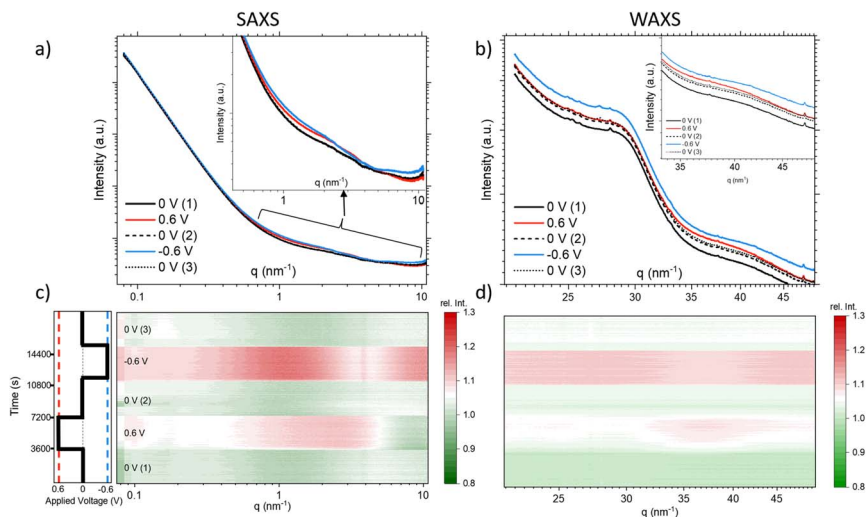 SAXS
WAXS
a)
Intensity (a.u.)
0 V (1)
0.6 V
0 V (2)
-0.6 V
0 V (3)
0.1
1
10
q (nm⁻¹)
Intensity (a.u.)
1
10
q (nm⁻¹)
b)
Intensity (a.u.)
0 V (1)
0.6 V
0 V (2)
-0.6 V
0 V (3)
25
30
35
40
45
q (nm⁻¹)
Intensity (a.u.)
0 V (1)
0.6 V
0 V (2)
-0.6 V
0 V (3)
35
40
45
q (nm⁻¹)
c)
Time (s)
14400
10800
7200
3600
0.6 0 -0.6
Applied Voltage (V)
0 V (3)
-0.6 V
0 V (2)
0.6 V
0 V (1)
0.1
1
10
q (nm⁻¹)
rel. Int.
1.3
1.2
1.1
1.0
0.9
0.8
d)
25
30
35
40
45
q (nm⁻¹)
rel. Int.
1.3
1.2
1.1
1.0
0.9
0.8